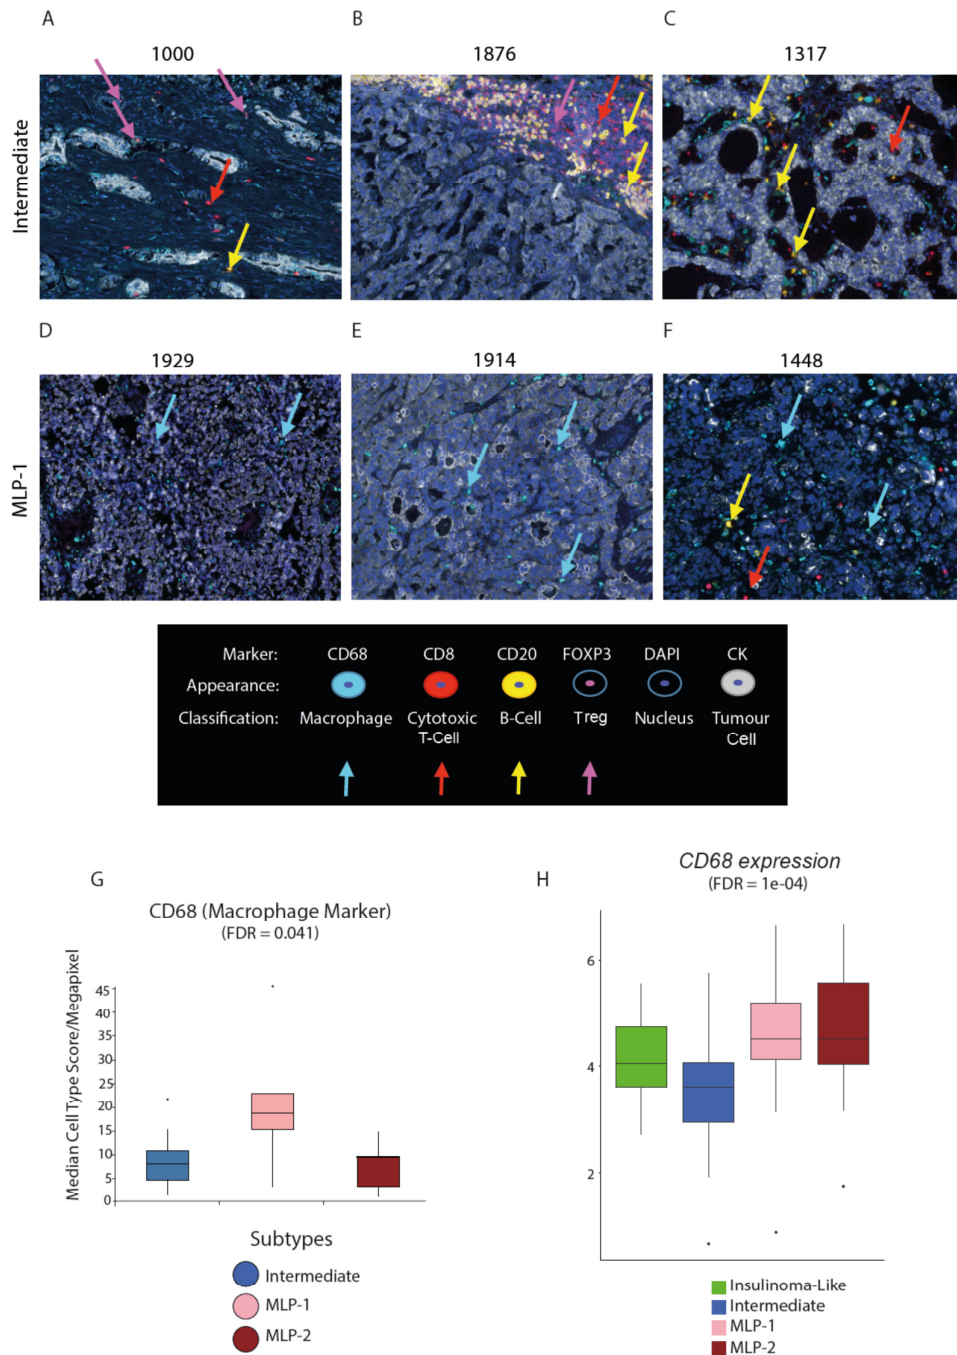 A
B
C
1000
1876
1317
Intermediate
D
E
F
1929
1914
1448
MLP-1
Marker: CD68 CD8 CD20 FOXP3 DAPI CK
Appearance:
Classification: Macrophage Cytotoxic T-Cell B-Cell Treg Nucleus Tumour Cell
G
CD68 (Macrophage Marker)
(FDR = 0.041)
Median Cell Type Score/Megapixel
45
40
35
30
25
20
15
10
5
0
Subtypes
Intermediate
MLP-1
MLP-2
H
CD68 expression
(FDR = 1e-04)
6
4
2
Insulinoma-Like
Intermediate
MLP-1
MLP-2